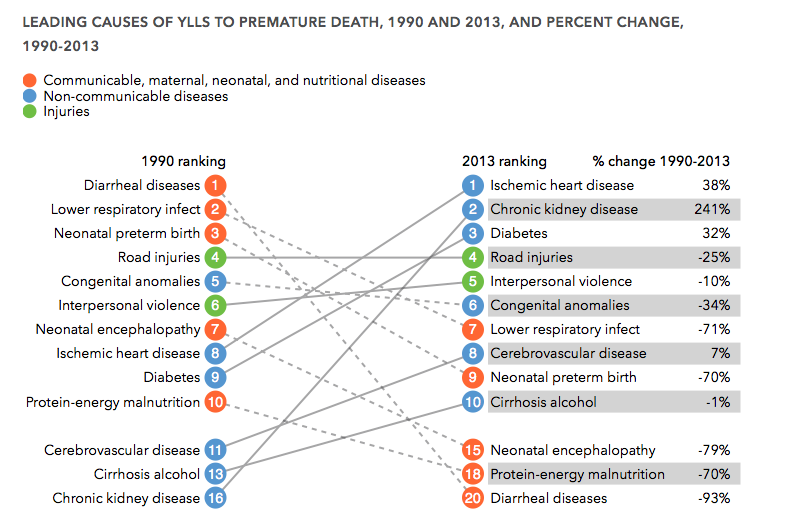 LEADING CAUSES OF YLLS TO PREMATURE DEATH, 1990 AND 2013, AND PERCENT CHANGE,
1990-2013
Communicable, maternal, neonatal, and nutritional diseases
Non-communicable diseases
Injuries
1990 ranking 2013 ranking % change 1990-2013
Diarrheal diseases 1 1 Ischemic heart disease 38%
Lower respiratory infect 2 2 Chronic kidney disease 241%
Neonatal preterm birth 3 3 Diabetes 32%
Road injuries 4 4 Road injuries -25%
Congenital anomalies 5 5 Interpersonal violence -10%
Interpersonal violence 6 6 Congenital anomalies -34%
Neonatal encephalopathy 7 7 Lower respiratory infect -71%
Ischemic heart disease 8 8 Cerebrovascular disease 7%
Diabetes 9 9 Neonatal preterm birth -70%
Protein-energy malnutrition 10 10 Cirrhosis alcohol -1%
Cerebrovascular disease 11 15 Neonatal encephalopathy -79%
Cirrhosis alcohol 13 18 Protein-energy malnutrition -70%
Chronic kidney disease 16 20 Diarrheal diseases -93%